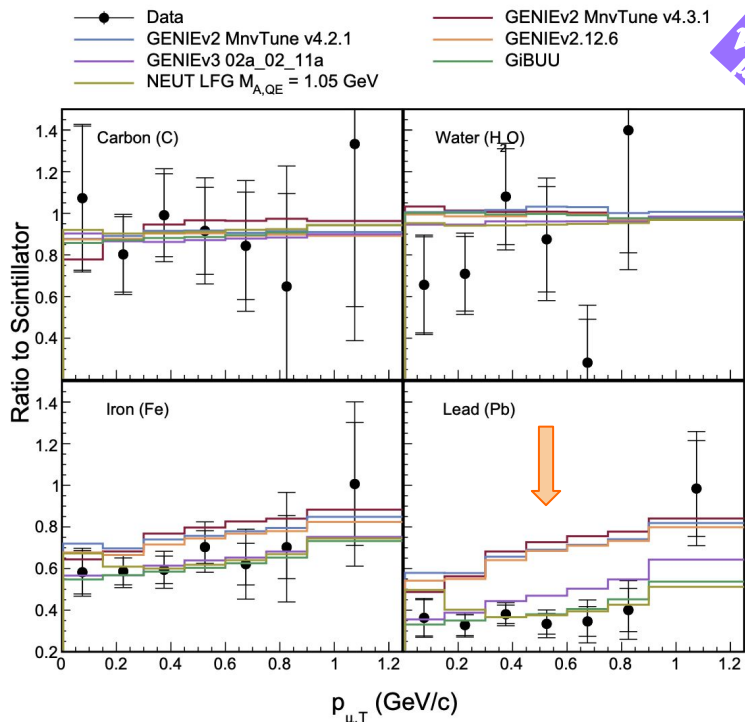 Data
GENIEv2 MnvTune v4.3.1
GENIEv2 MnvTune v4.2.1
GENIEv2.12.6
GENIEv3 02a_02_11a
GiBUU
NEUT LFG M_A,QE = 1.05 GeV
Ratio to Scintillator
Carbon (C)
Water (H2O)
1.4
1.2
1
0.8
0.6
0.4
Iron (Fe)
Lead (Pb)
1.4
1.2
1
0.8
0.6
0.4
0.2
0 0.2 0.4 0.6 0.8 1 1.2 0.2 0.4 0.6 0.8 1 1.2
p_μ,T (GeV/c)